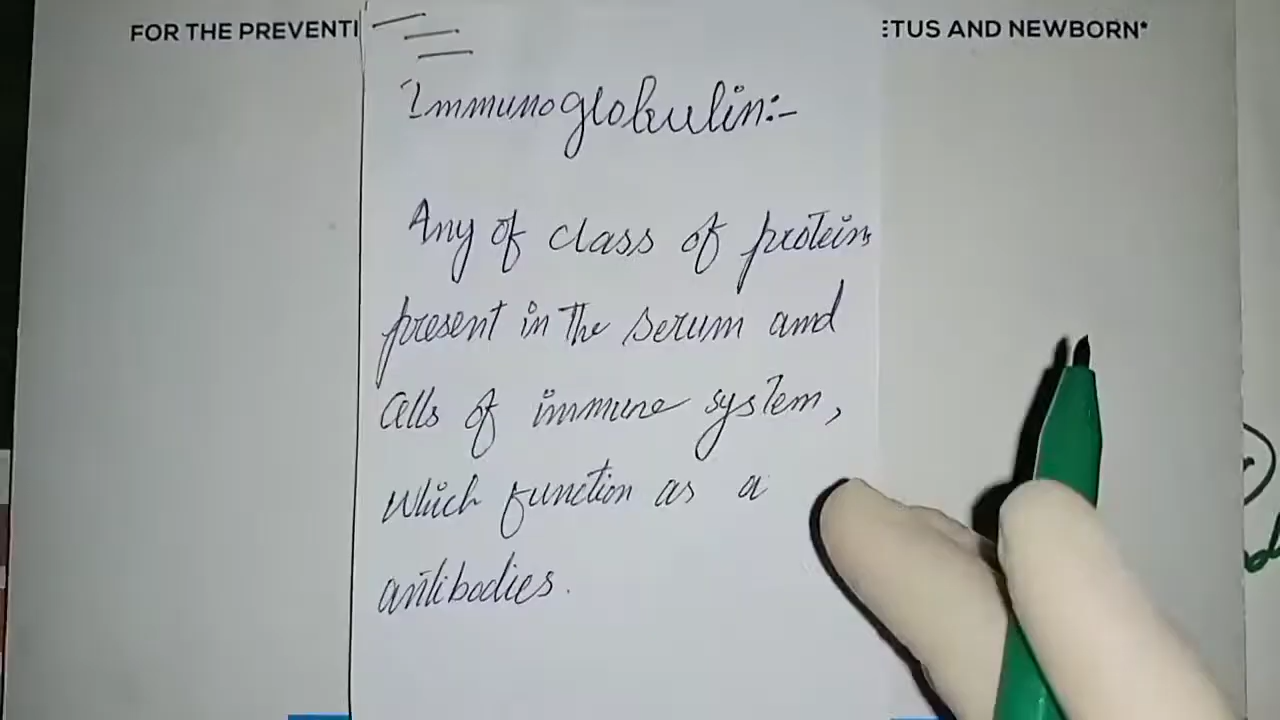 FOR THE PREVENTI
ETUS AND NEWBORN*
Immunoglobulin:-
Any of class of proteins
present in the serum and
cells of immune system,
which function as a
antibodies.